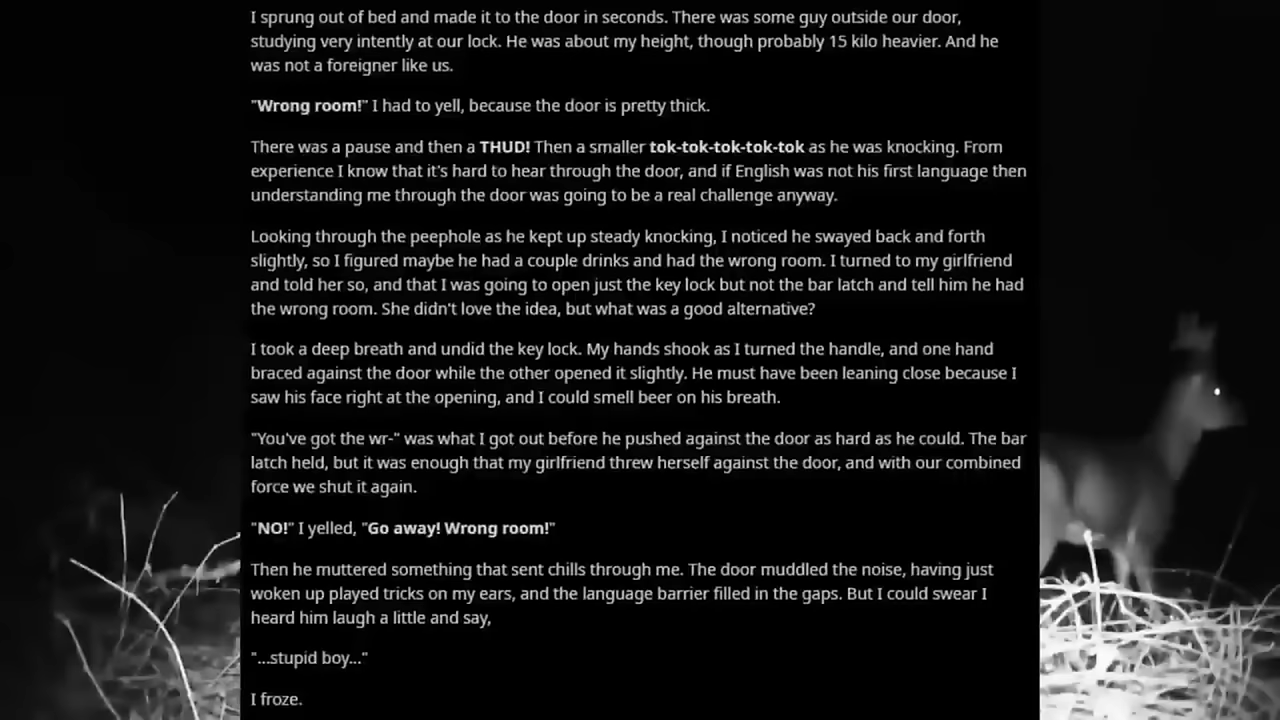 I sprung out of bed and made it to the door in seconds. There was some guy outside our door,
studying very intently at our lock. He was about my height, though probably 15 kilo heavier. And he
was not a foreigner like us.
"Wrong room!" I had to yell, because the door is pretty thick.
There was a pause and then a THUD! Then a smaller tok-tok-tok-tok-tok as he was knocking. From
experience I know that it's hard to hear through the door, and if English was not his first language then
understanding me through the door was going to be a real challenge anyway.
Looking through the peephole as he kept up steady knocking, I noticed he swayed back and forth
slightly, so I figured maybe he had a couple drinks and had the wrong room. I turned to my girlfriend
and told her so, and that I was going to open just the key lock but not the bar latch and tell him he had
the wrong room. She didn't love the idea, but what was a good alternative?
I took a deep breath and undid the key lock. My hands shook as I turned the handle, and one hand
braced against the door while the other opened it slightly. He must have been leaning close because I
saw his face right at the opening, and I could smell beer on his breath.
"You've got the wr-" was what I got out before he pushed against the door as hard as he could. The bar
latch held, but it was enough that my girlfriend threw herself against the door, and with our combined
force we shut it again.
"NO!" I yelled, "Go away! Wrong room!"
Then he muttered something that sent chills through me. The door muddled the noise, having just
woken up played tricks on my ears, and the language barrier filled in the gaps. But I could swear I
heard him laugh a little and say,
"...stupid boy..."
I froze.